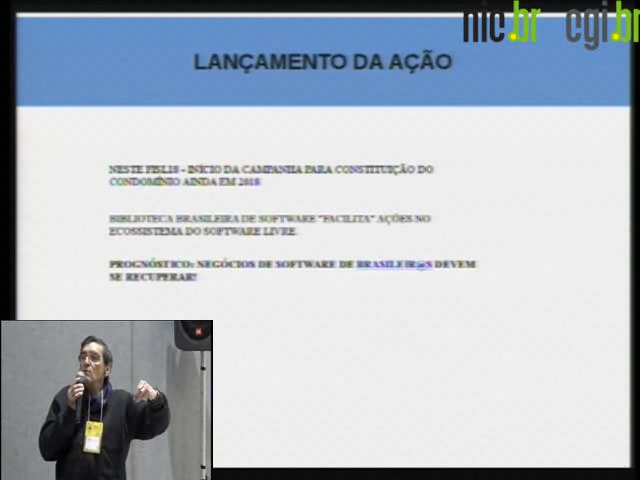 nic.br cgi.br
LANÇAMENTO DA AÇÃO
NESTE FISL18 - INÍCIO DA CAMPANHA PARA CONSTITUIÇÃO DO
CONDOMÍNIO AINDA EM 2018
BIBLIOTECA BRASILEIRA DE SOFTWARE "FACILITA" AÇÕES NO
ECOSSISTEMA DO SOFTWARE LIVRE.
PROGNÓSTICO: NEGÓCIOS DE SOFTWARE DE BRASILEIR@S DEVEM
SE RECUPERAR!